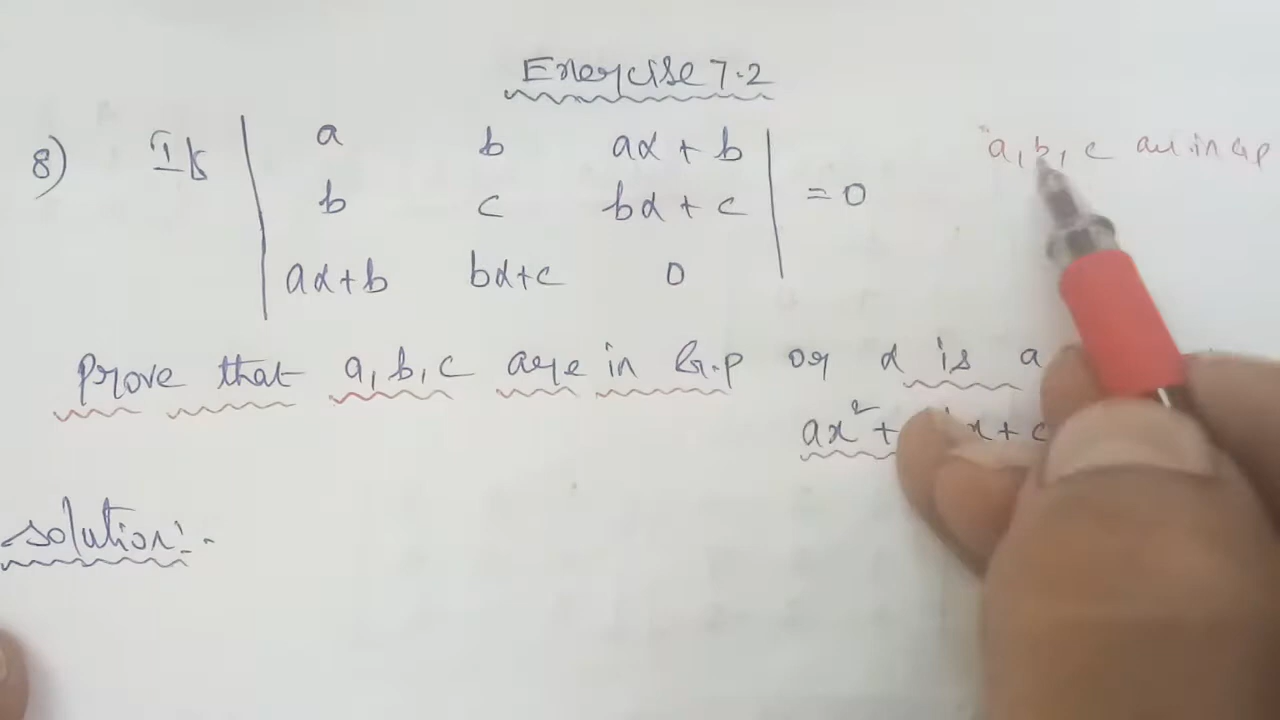 Exercise 7.2
8) If | a b aα + b |
| b c bα + c | = 0
| aα+b bα+c 0 |
"a, b, c are in G.P
Prove that a, b, c are in G.P or α is a
ax² + x + c
Solution:-